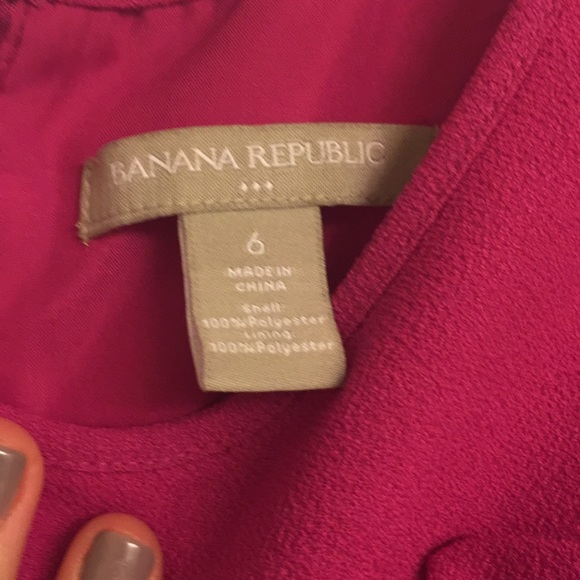 BANANA REPUBLIC
6
MADE IN
CHINA
Shell:
100% Polyester
Lining:
100% Polyester